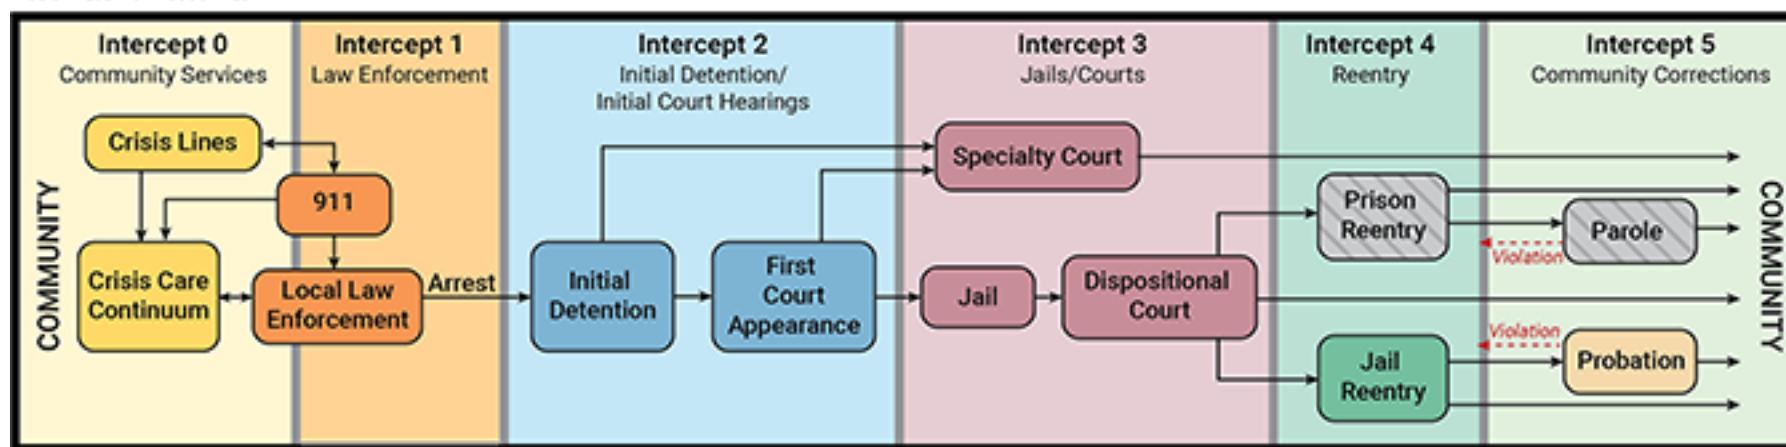 Intercept 0
Community Services
Intercept 1
Law Enforcement
Intercept 2
Initial Detention/
Initial Court Hearings
Intercept 3
Jails/Courts
Intercept 4
Reentry
Intercept 5
Community Corrections
COMMUNITY
Crisis Lines
911
Crisis Care
Continuum
Local Law
Enforcement
Arrest
Initial
Detention
First
Court
Appearance
Specialty Court
Jail
Dispositional
Court
Prison
Reentry
Jail
Reentry
Parole
Violation
Violation
Probation
COMMUNITY